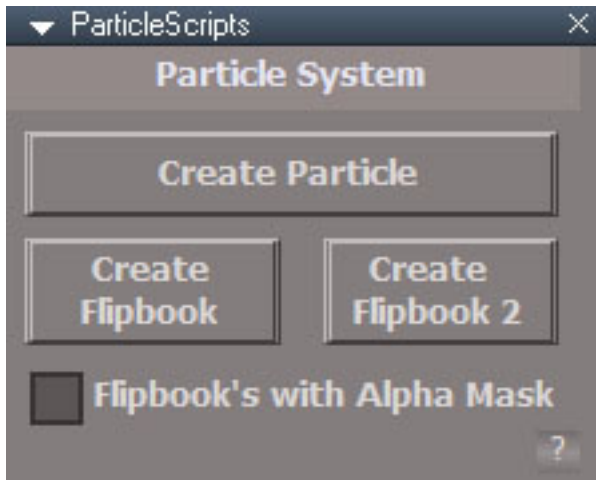 ParticleScripts
Particle System
Create Particle
Create
Flipbook
Create
Flipbook 2
Flipbook's with Alpha Mask
?